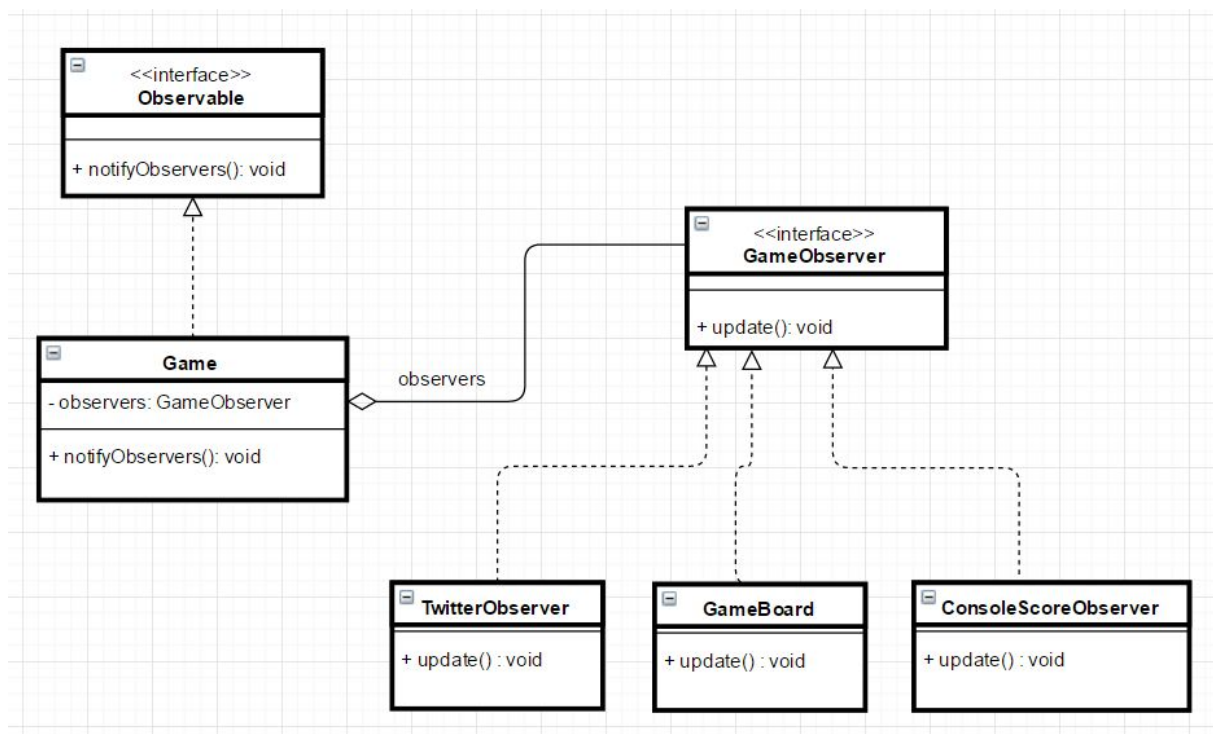 <<interface>>
Observable
+ notifyObservers(): void
<<interface>>
GameObserver
+ update(): void
Game
- observers: GameObserver
+ notifyObservers(): void
observers
TwitterObserver
+ update() : void
GameBoard
+ update() : void
ConsoleScoreObserver
+ update() : void